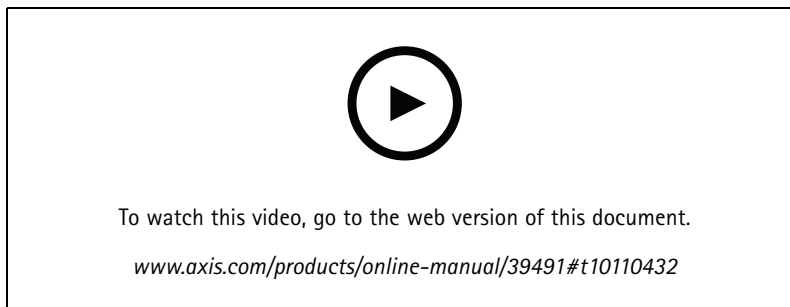 To watch this video, go to the web version of this document.
www.axis.com/products/online-manual/39491#t10110432